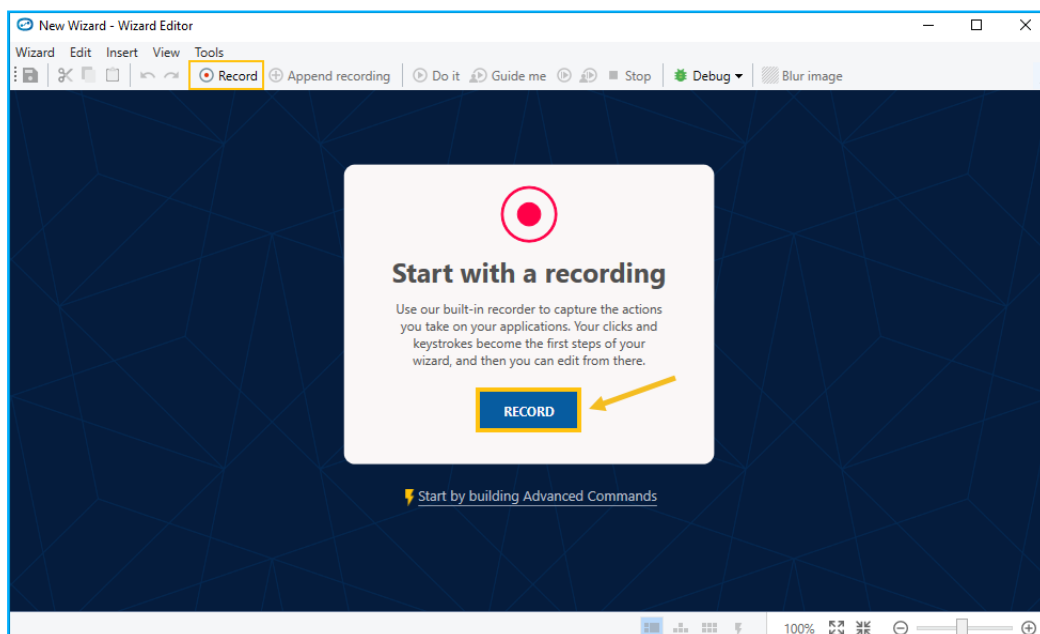 New Wizard - Wizard Editor
Wizard Edit Insert View Tools
Record Append recording Do it Guide me Stop Debug Blur image
Start with a recording
Use our built-in recorder to capture the actions
you take on your applications. Your clicks and
keystrokes become the first steps of your
wizard, and then you can edit from there.
RECORD
Start by building Advanced Commands
100%